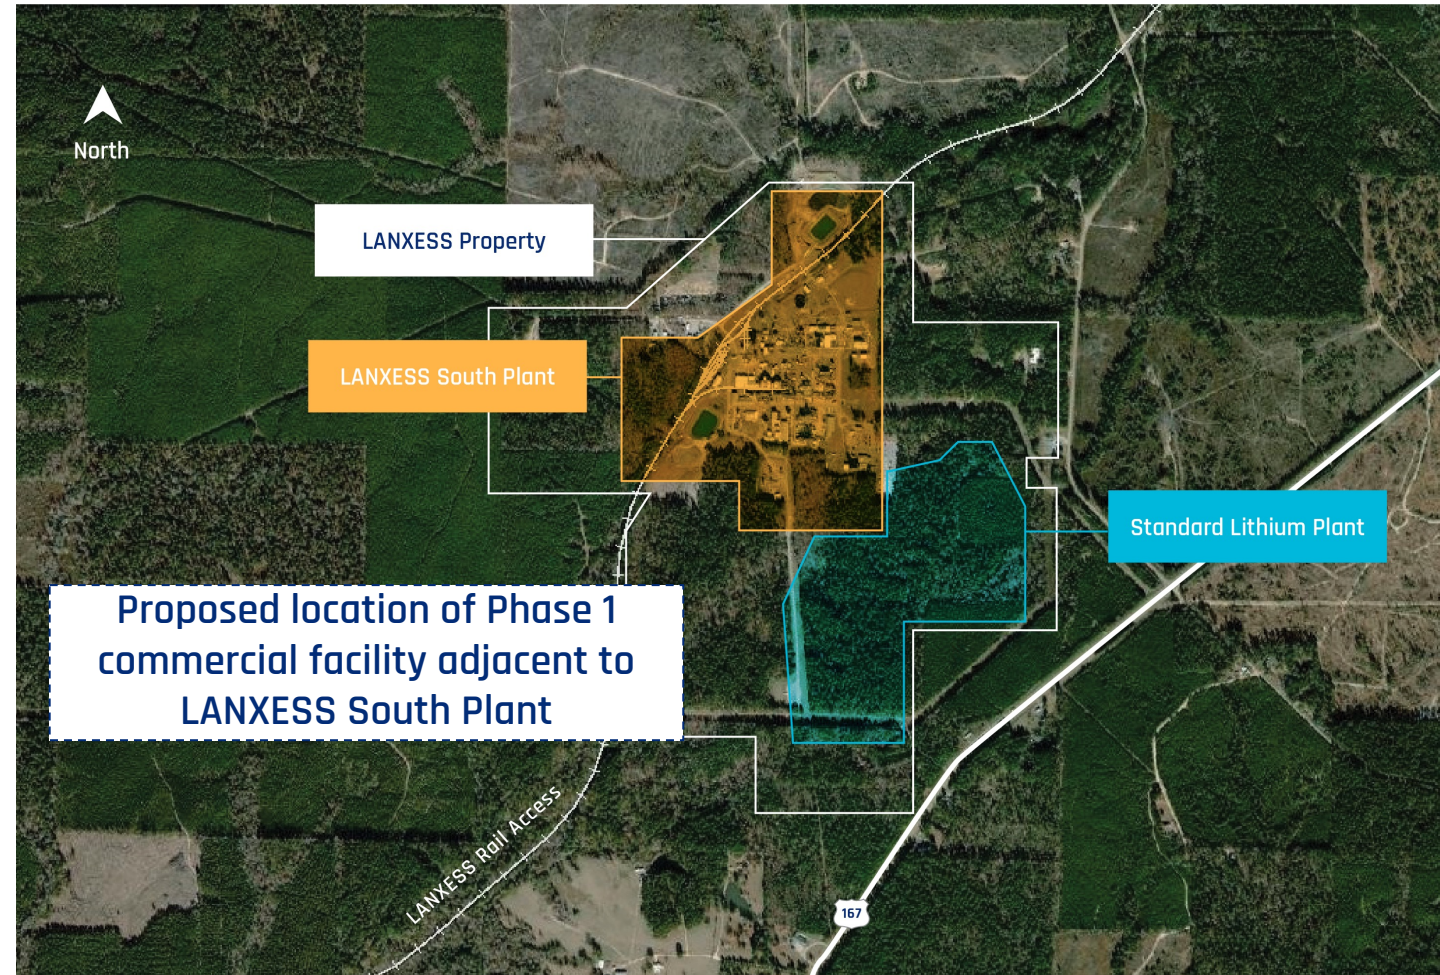 North
LANXESS Property
LANXESS South Plant
Standard Lithium Plant
Proposed location of Phase 1
commercial facility adjacent to
LANXESS South Plant
LANXESS Rail Access
167